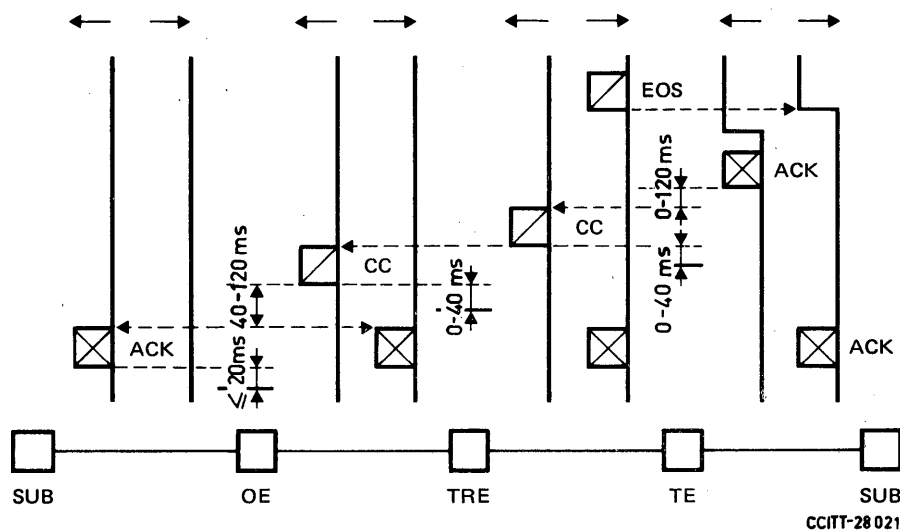 EOS
ACK
0-120 ms
CC
CC
0-40 ms
0-40 ms
40-120 ms
ACK
ACK
≤ 20ms
SUB OE TRE TE SUB
CCITT-28 021